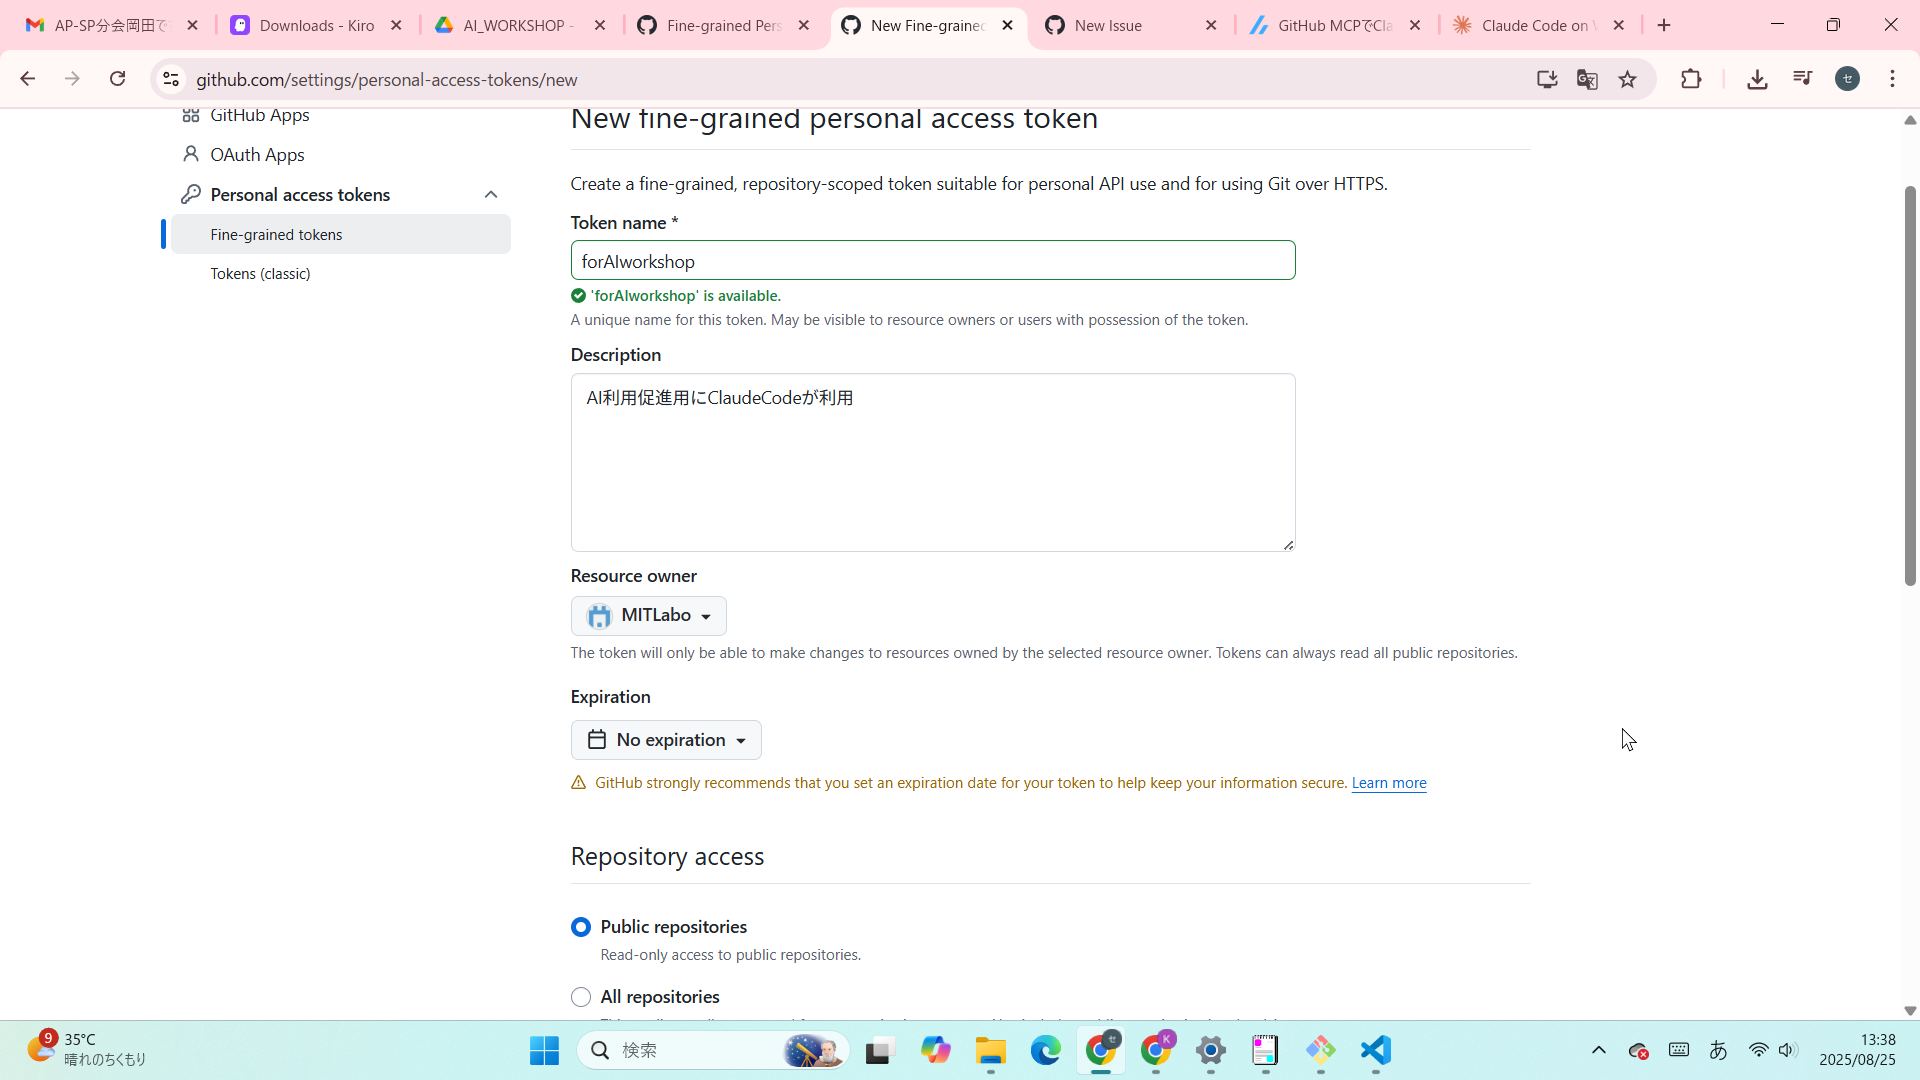 AP-SP分会岡田で
Downloads - Kiro
AI_WORKSHOP -
Fine-grained Pers
New Fine-grained
New Issue
GitHub MCPでCla
Claude Code on
github.com/settings/personal-access-tokens/new
セ
GitHub Apps
OAuth Apps
Personal access tokens
Fine-grained tokens
Tokens (classic)
New fine-grained personal access token
Create a fine-grained, repository-scoped token suitable for personal API use and for using Git over HTTPS.
Token name *
forAIworkshop
'forAIworkshop' is available.
A unique name for this token. May be visible to resource owners or users with possession of the token.
Description
AI利用促進用にClaudeCodeが利用
Resource owner
MITLabo
The token will only be able to make changes to resources owned by the selected resource owner. Tokens can always read all public repositories.
Expiration
No expiration
GitHub strongly recommends that you set an expiration date for your token to help keep your information secure. Learn more
Repository access
Public repositories
Read-only access to public repositories.
All repositories
9
35°C
晴れのちくもり
検索
セ
K
あ
13:38
2025/08/25